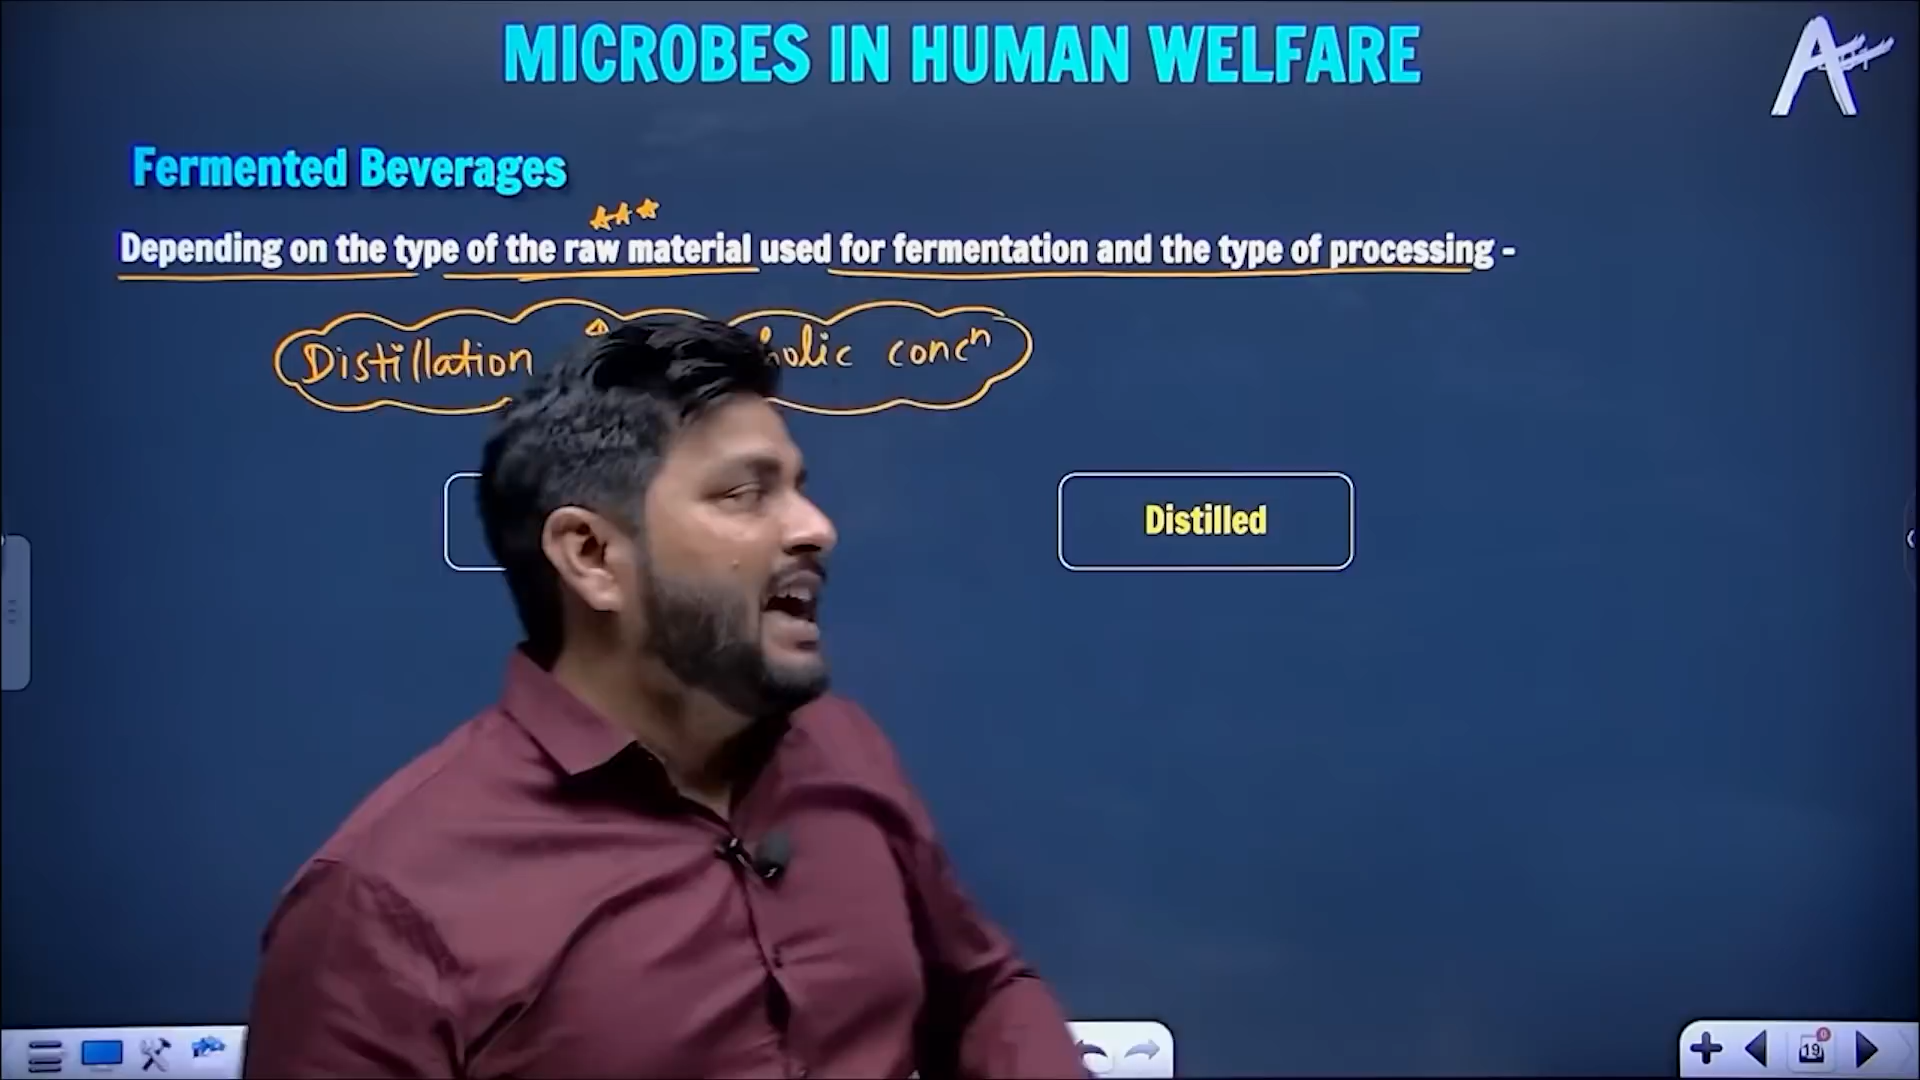 MICROBES IN HUMAN WELFARE
Fermented Beverages
Depending on the type of the raw material used for fermentation and the type of processing -
Distillation concn
Distilled
19